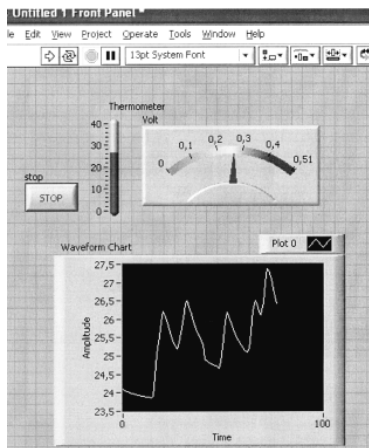 Untitled 1 Front Panel *
le Edit View Project Operate Tools Window Help
13pt System Font
Thermometer
Volt
40
30
20
10
0
0
0,1
0,2
0,3
0,4
0,51
stop
STOP
Waveform Chart
Plot 0
27,5
27
26,5
26
25,5
25
24,5
24
23,5
Amplitude
0
100
Time